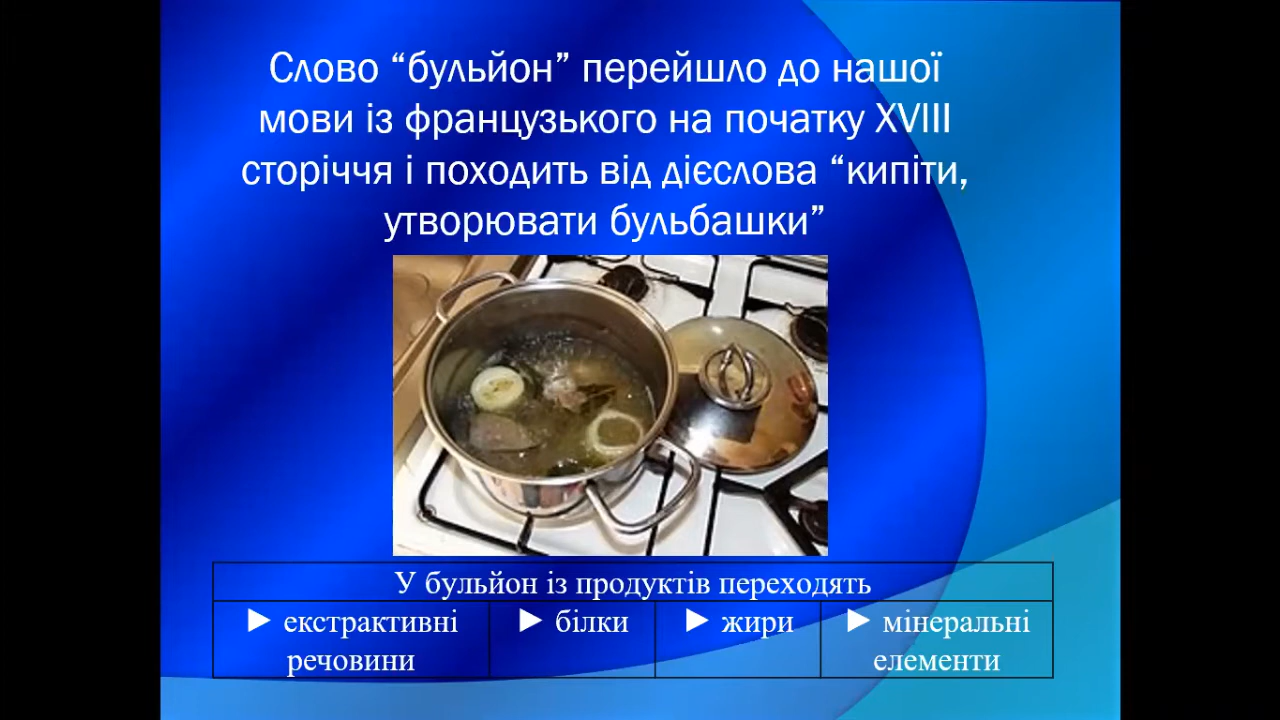 Слово “бульйон” перейшло до нашої
мови із французького на початку XVIII
сторіччя і походить від дієслова “кипіти,
утворювати бульбашки”
У бульйон із продуктів переходять
► екстрактивні речовини
► білки
► жири
► мінеральні елементи